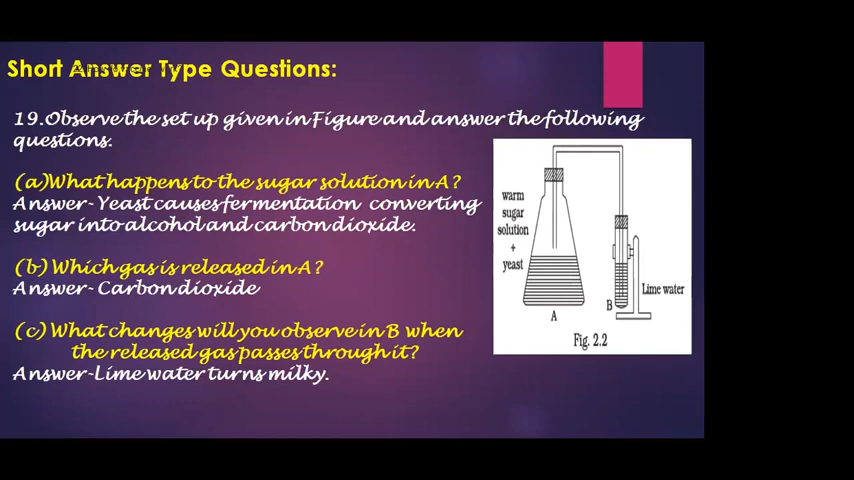 Short Answer Type Questions:
19.Observe the set up given in Figure and answer the following
questions.
(a)What happens to the sugar solution in A?
Answer-Yeast causes fermentation converting
sugar into alcohol and carbon dioxide.
(b) Which gas is released in A?
Answer- Carbon dioxide
(c) What changes will you observe in B when
the released gas passes through it?
Answer-Lime water turns milky.
warm
sugar
solution
+
yeast
A
B
Lime water
Fig. 2.2